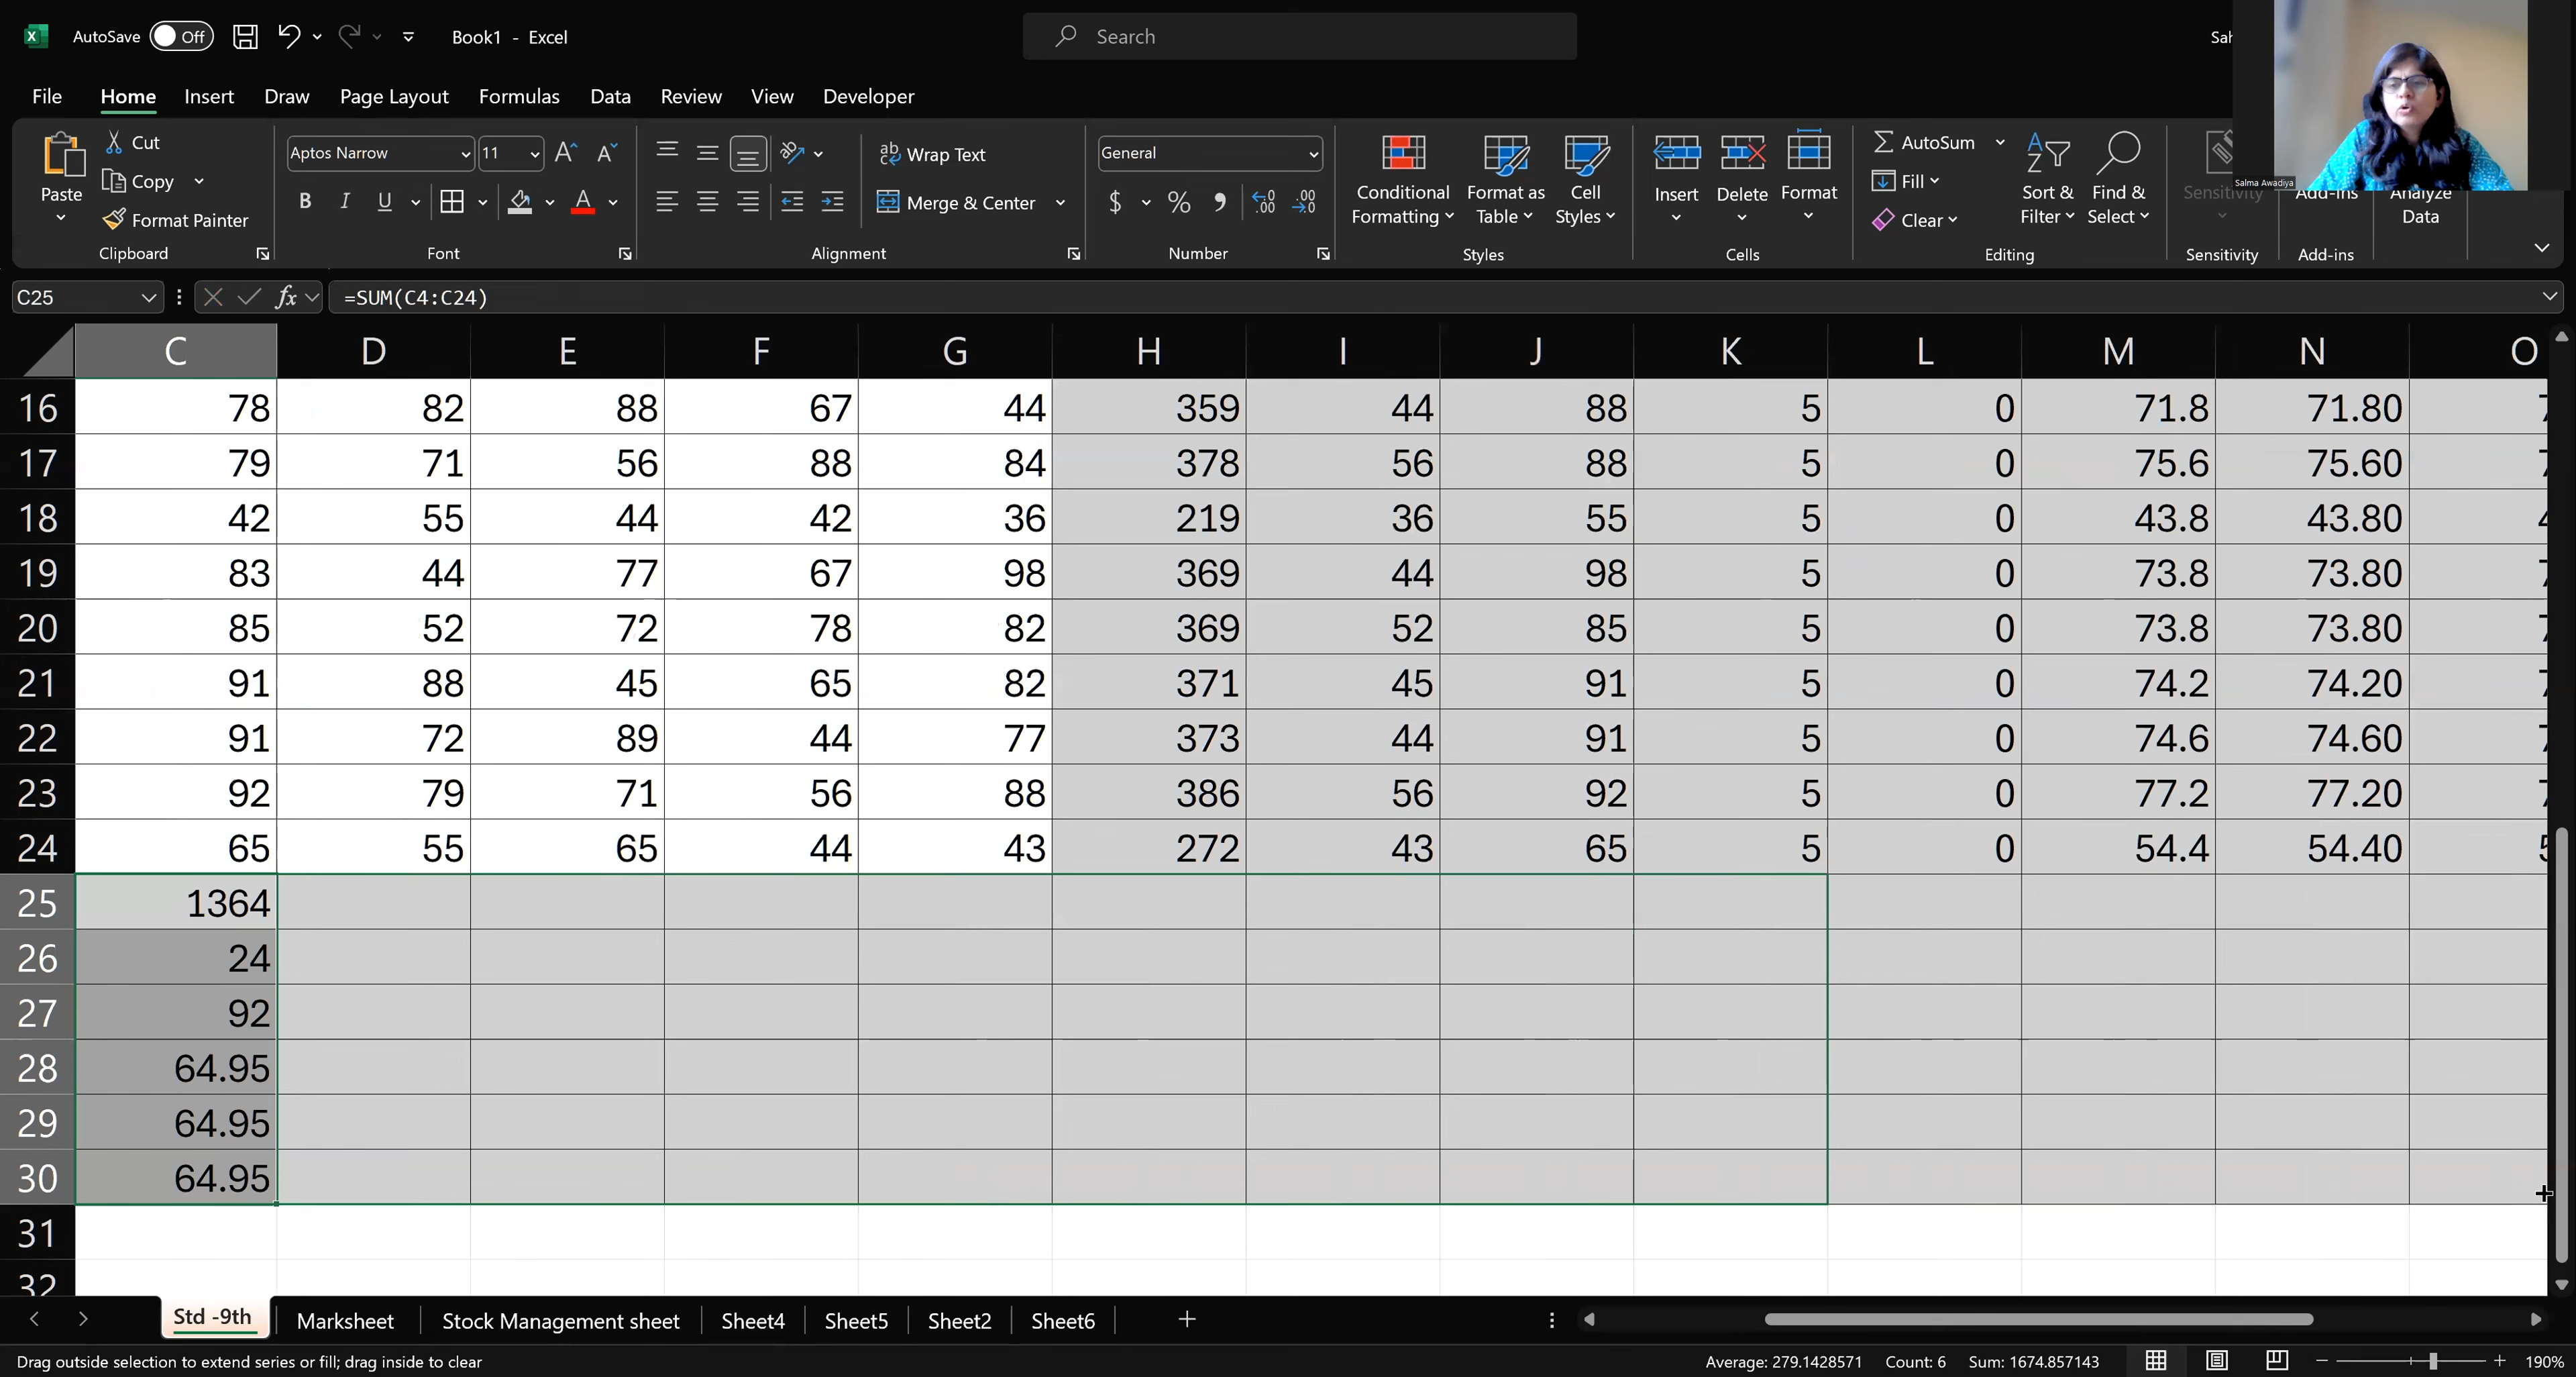 AutoSave Off Book1 - Excel Search Sah
File Home Insert Draw Page Layout Formulas Data Review View Developer
Paste Cut Copy Format Painter Clipboard
Aptos Narrow 11 B I U A Font
Wrap Text Merge & Center Alignment
General $ % Number
Conditional Formatting Format as Table Cell Styles Styles
Insert Delete Format Cells
AutoSum Fill Clear Sort & Filter Find & Select Editing
Sensitivity Sensitivity Add-ins Add-ins Analyze Data
Salma Awadiya
C25 fx =SUM(C4:C24)
C D E F G H I J K L M N O
16 78 82 88 67 44 359 44 88 5 0 71.8 71.80
17 79 71 56 88 84 378 56 88 5 0 75.6 75.60
18 42 55 44 42 36 219 36 55 5 0 43.8 43.80
19 83 44 77 67 98 369 44 98 5 0 73.8 73.80
20 85 52 72 78 82 369 52 85 5 0 73.8 73.80
21 91 88 45 65 82 371 45 91 5 0 74.2 74.20
22 91 72 89 44 77 373 44 91 5 0 74.6 74.60
23 92 79 71 56 88 386 56 92 5 0 77.2 77.20
24 65 55 65 44 43 272 43 65 5 0 54.4 54.40
25 1364
26 24
27 92
28 64.95
29 64.95
30 64.95
31
32
Std -9th Marksheet Stock Management sheet Sheet4 Sheet5 Sheet2 Sheet6
Drag outside selection to extend series or fill; drag inside to clear Average: 279.1428571 Count: 6 Sum: 1674.857143 190%